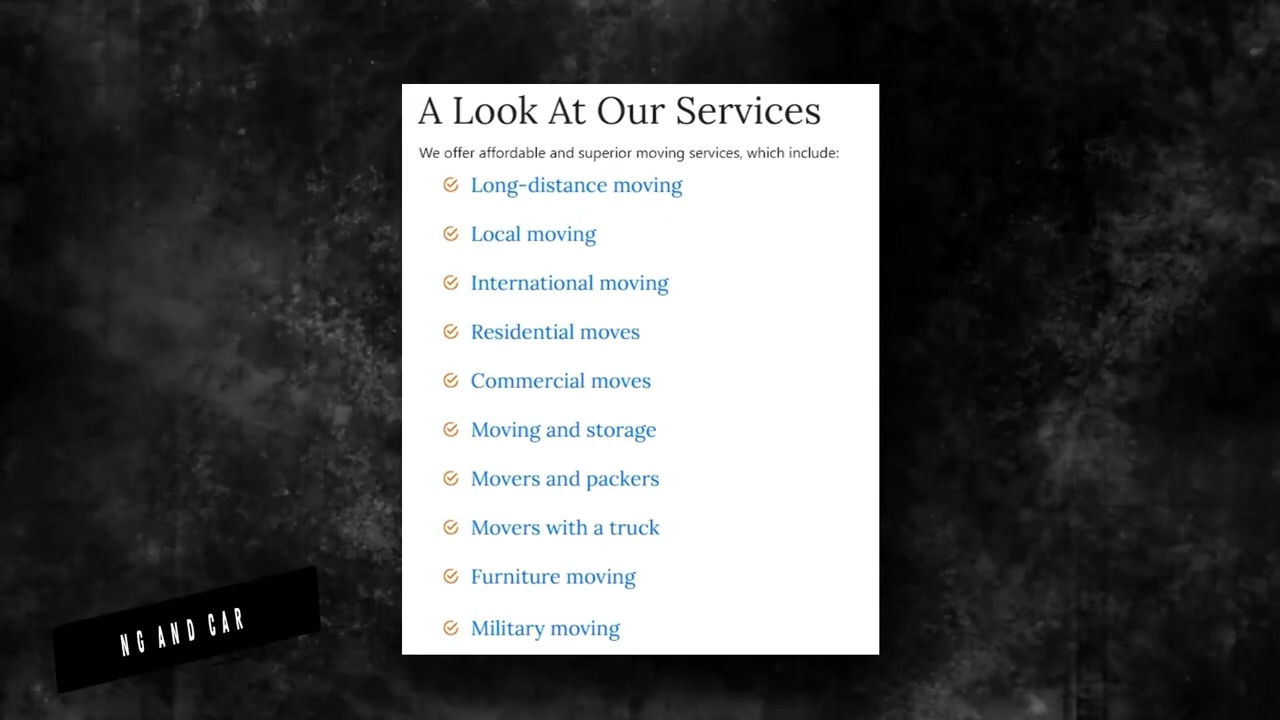 A Look At Our Services
We offer affordable and superior moving services, which include:
Long-distance moving
Local moving
International moving
Residential moves
Commercial moves
Moving and storage
Movers and packers
Movers with a truck
Furniture moving
Military moving
NG AND CAR